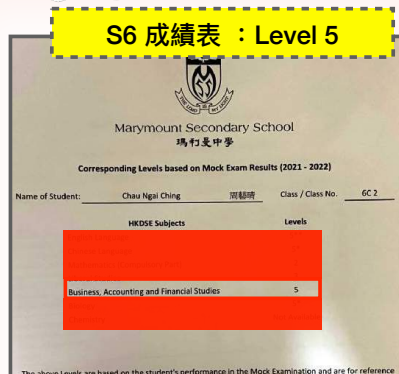 S6 成績表 ：Level 5
Marymount Secondary School
瑪利曼中學
Corresponding Levels based on Mock Exam Results (2021 - 2022)
Name of Student: Chau Ngai Ching 周藝晴 Class / Class No. 6C 2
HKDSE Subjects Levels
Business, Accounting and Financial Studies 5
The above Levels are based on the student's performance in the Mock Examination and are for reference